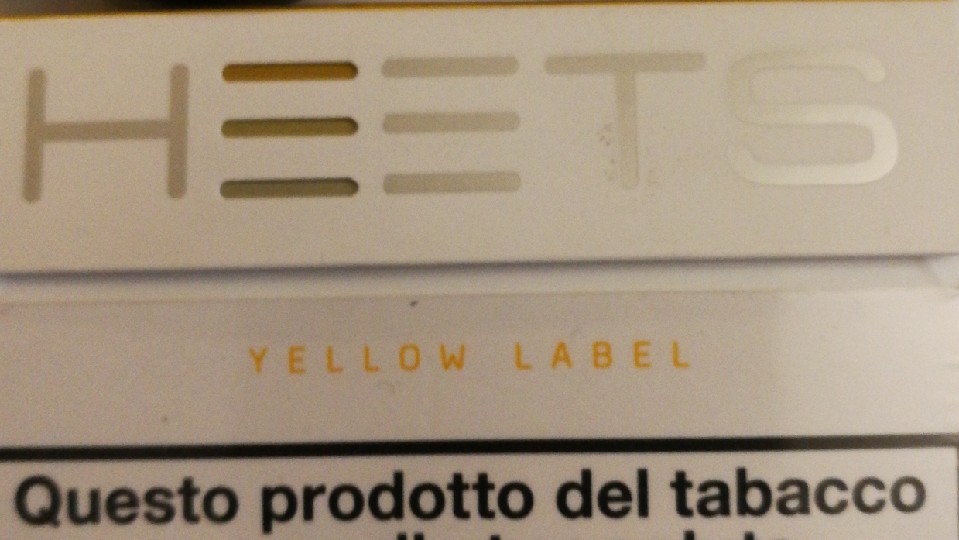 HEETS
YELLOW LABEL
Questo prodotto del tabacco